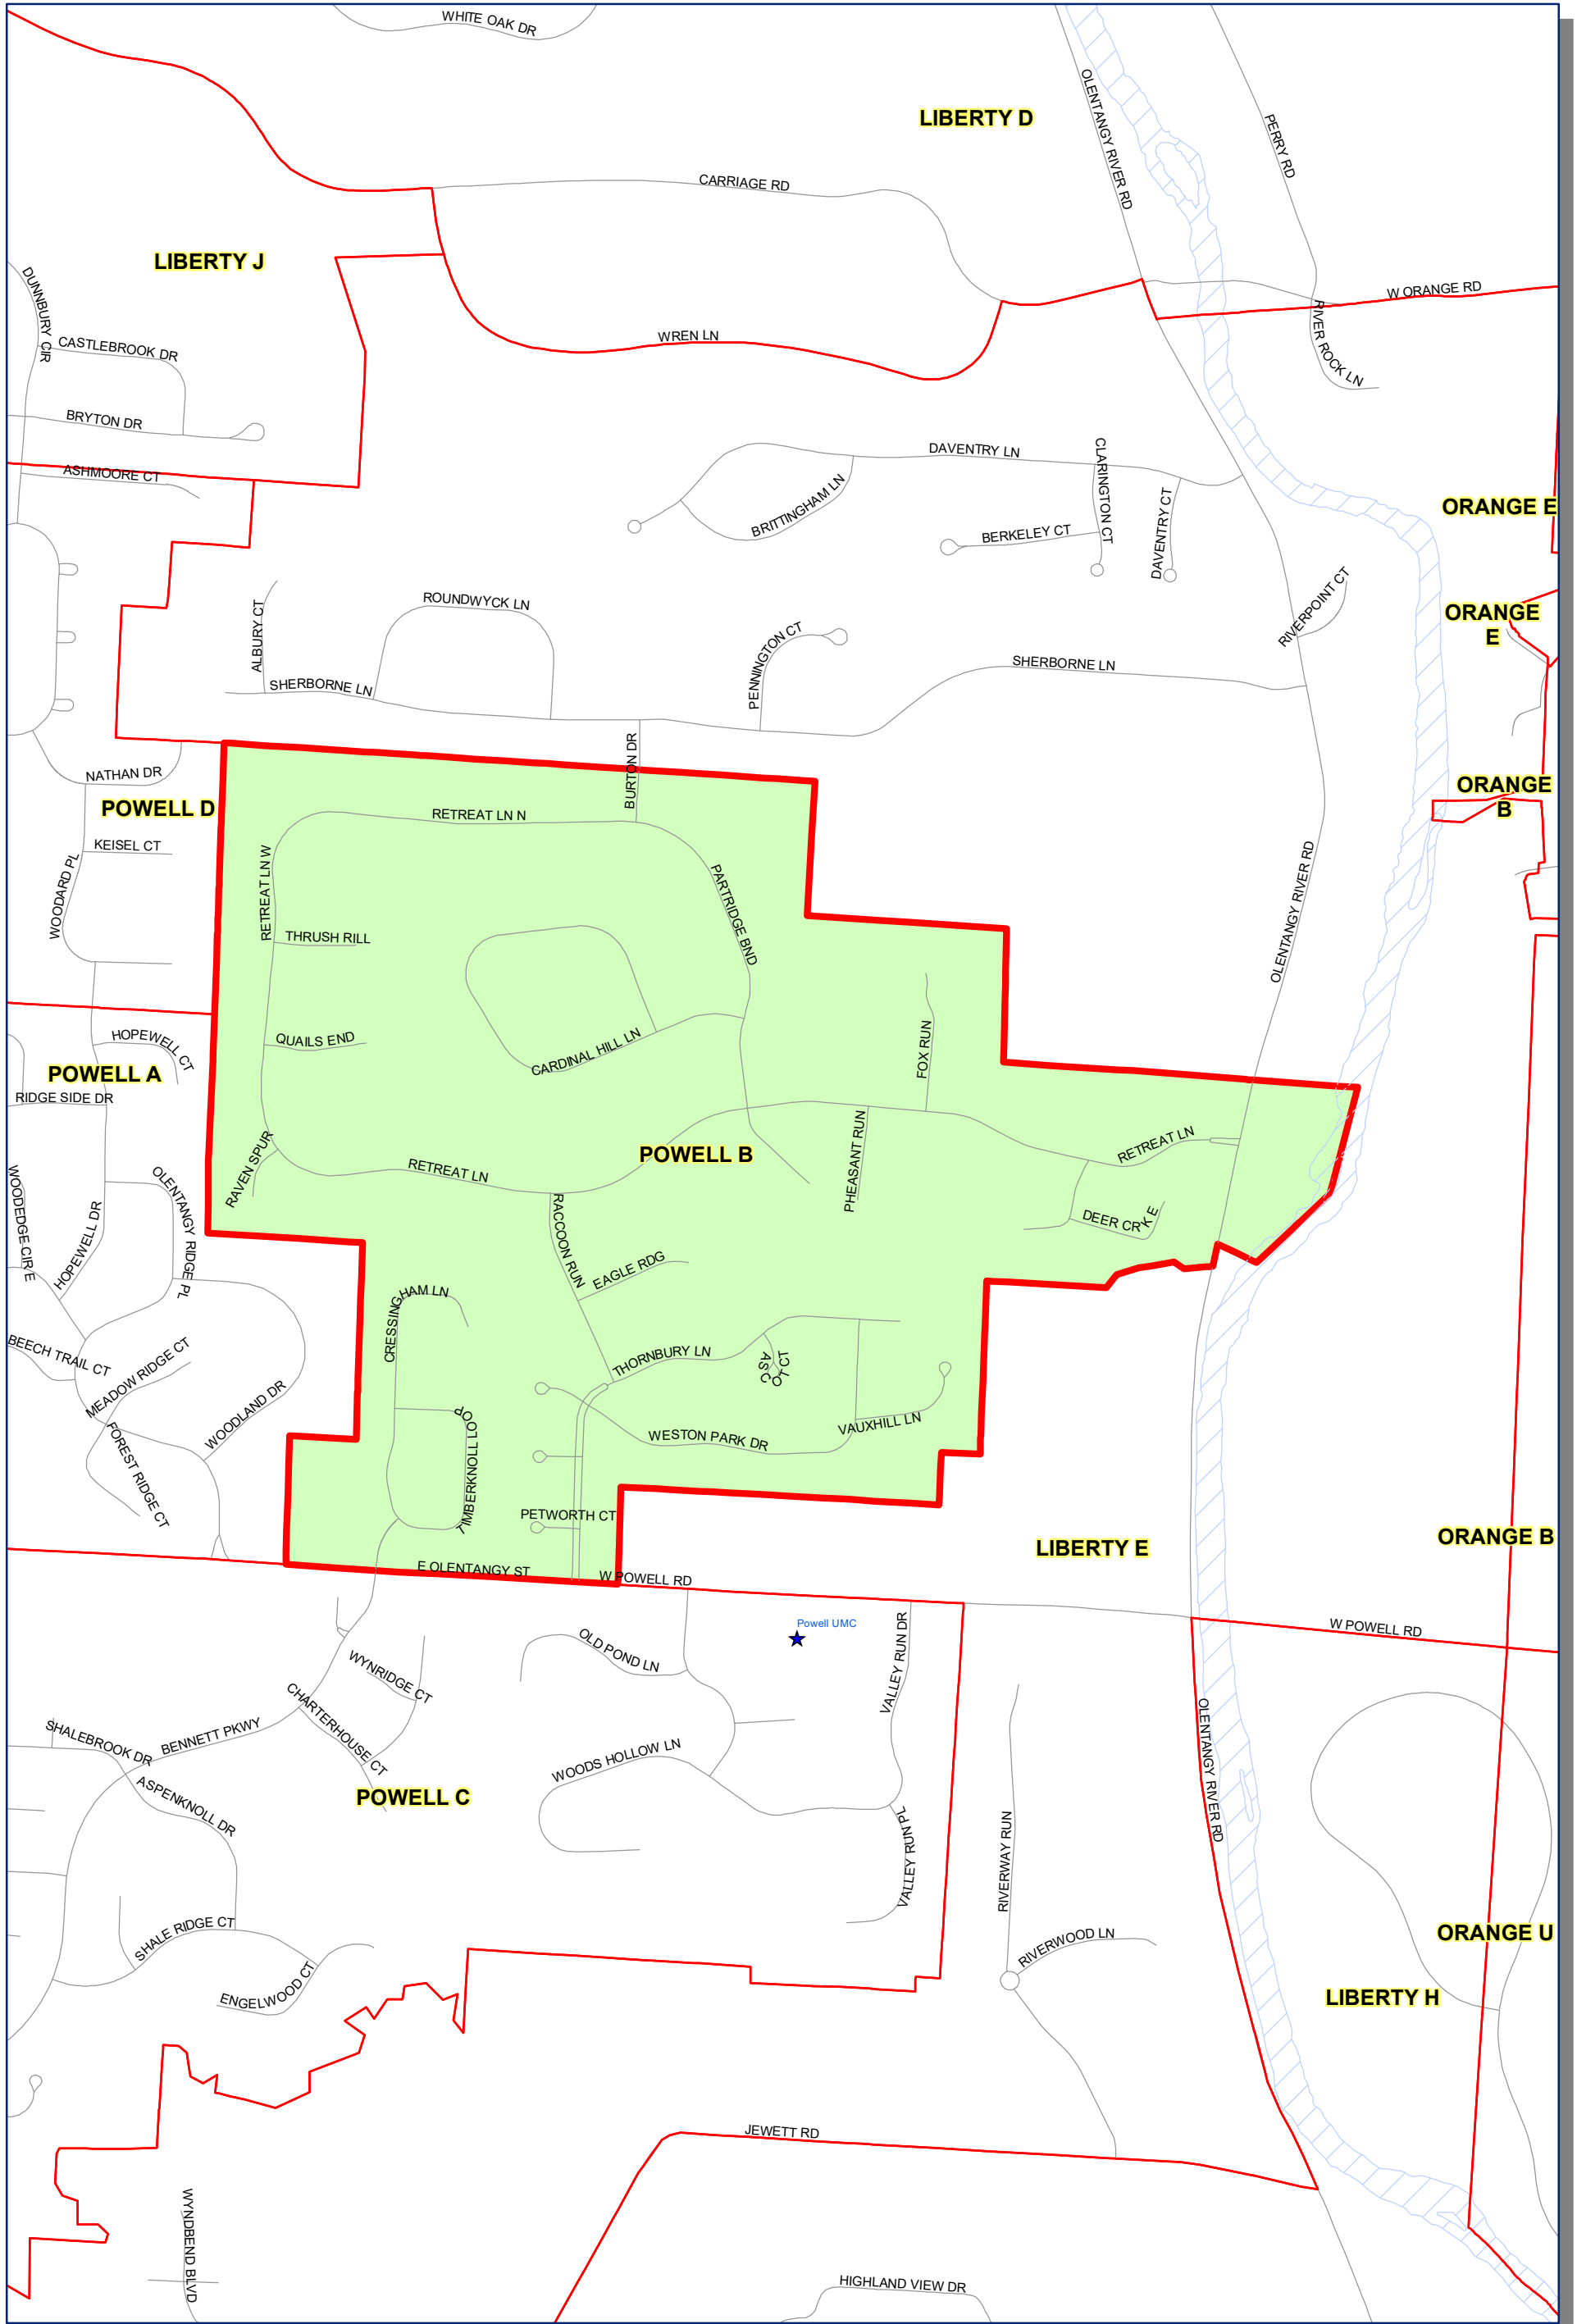 WHITE OAK DR
LIBERTY D
OLENTANGY RIVER RD
PERRY RD
CARRIAGE RD
LIBERTY J
DUNNBURY CIR
W ORANGE RD
RIVER ROCK LN
WREN LN
CASTLEBROOK DR
BRYTON DR
ASHMOORE CT
DAVENTRY LN
CLARINGTON CT
BRITTINGHAM LN
BERKELEY CT
DAVENTRY CT
ORANGE E
RIVERPOINT CT
ORANGE
E
ALBURY CT
ROUNDWYCK LN
PENNINGTON CT
SHERBORNE LN
SHERBORNE LN
NATHAN DR
BURTON DR
ORANGE
B
POWELL D
RETREAT LN N
KEISEL CT
WOODARD PL
RETREAT LN W
PARTRIDGE BND
OLENTANGY RIVER RD
THRUSH RILL
HOPEWELL CT
QUAILS END
CARDINAL HILL LN
FOX RUN
POWELL A
RIDGE SIDE DR
RAVEN SPUR
RETREAT LN
POWELL B
PHEASANT RUN
RETREAT LN
WOODEDGE CIR E
HOPEWELL DR
OLENTANGY RIDGE PL
RACCOON RUN
DEER CRK E
EAGLE RDG
CRESSINGHAM LN
BEECH TRAIL CT
MEADOW RIDGE CT
THORNBURY LN
ASCOT CT
WOODLAND DR
FOREST RIDGE CT
TIMBERKNOLL LOOP
WESTON PARK DR
VAUXHILL LN
PETWORTH CT
LIBERTY E
ORANGE B
E OLENTANGY ST
W POWELL RD
Powell UMC
W POWELL RD
OLD POND LN
VALLEY RUN DR
WYNRIDGE CT
CHARTERHOUSE CT
SHALEBROOK DR
BENNETT PKWY
OLENTANGY RIVER RD
WOODS HOLLOW LN
ASPENKNOLL DR
POWELL C
VALLEY RUN PL
RIVERWAY RUN
SHALE RIDGE CT
RIVERWOOD LN
ORANGE U
ENGELWOOD CT
LIBERTY H
JEWETT RD
WYNDBEND BLVD
HIGHLAND VIEW DR